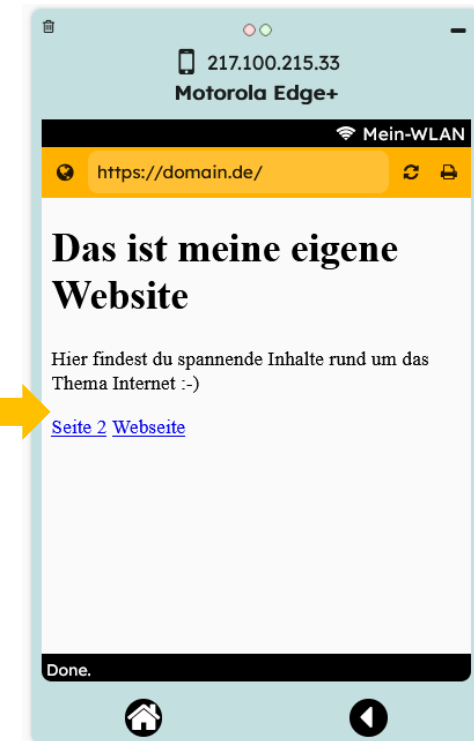 217.100.215.33
Motorola Edge+
Mein-WLAN
https://domain.de/
Das ist meine eigene
Website
Hier findest du spannende Inhalte rund um das
Thema Internet :-)
Seite 2 Webseite
Done.